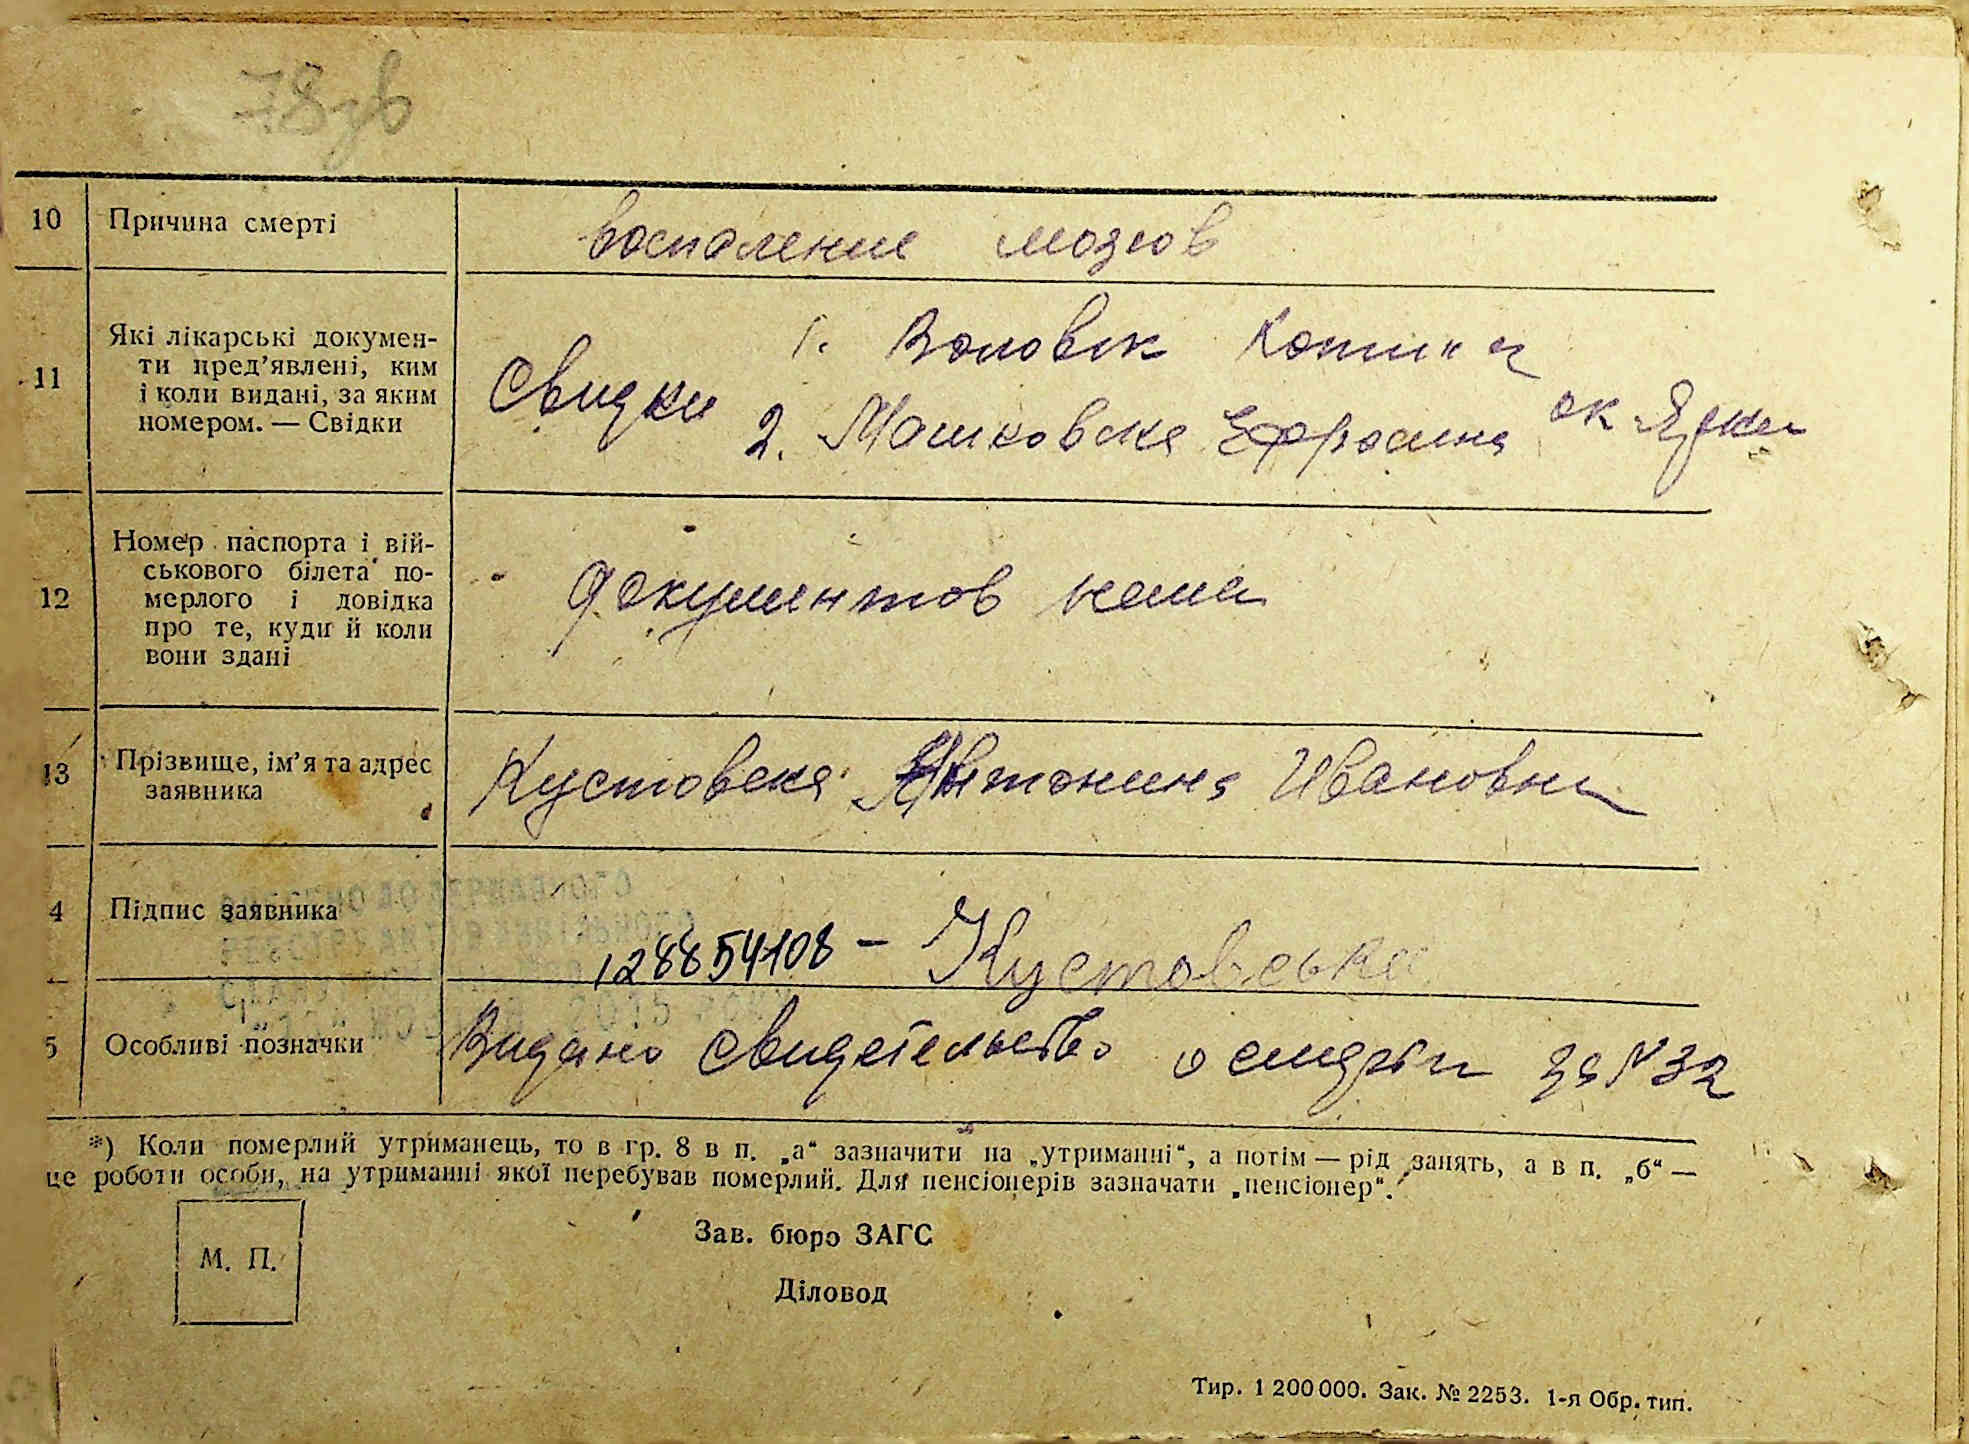 78зв
10 Причина смерті воспаление мозгов
11 Які лікарські докумен-
ти пред’явлені, ким
і коли видані, за яким
номером. — Свідки
Свидки 1. Воловик
2. Машковска Ефросина
12 Номер паспорта і вій-
ськового білета по-
мерлого і довідка
про те, куди й коли
вони здані
документов нема
13 Прізвище, ім’я та адрес
заявника
Кустовска Антонина Ивановна
4 Підпис заявника
128854108 – Кустовська
5 Особливі позначки Видано свидетельство о смерти за N 32
*) Коли померлий утриманець, то в гр. 8 в п. „а“ зазначити на „утриманні“, а потім — рід занять, а в п. „б“ —
це роботи особи, на утриманні якої перебував померлий. Для пенсіонерів зазначати „пенсіонер“.
М. П.
Зав. бюро ЗАГС
Діловод
Тир. 1 200 000. Зак. № 2253. 1-я Обр. тип.